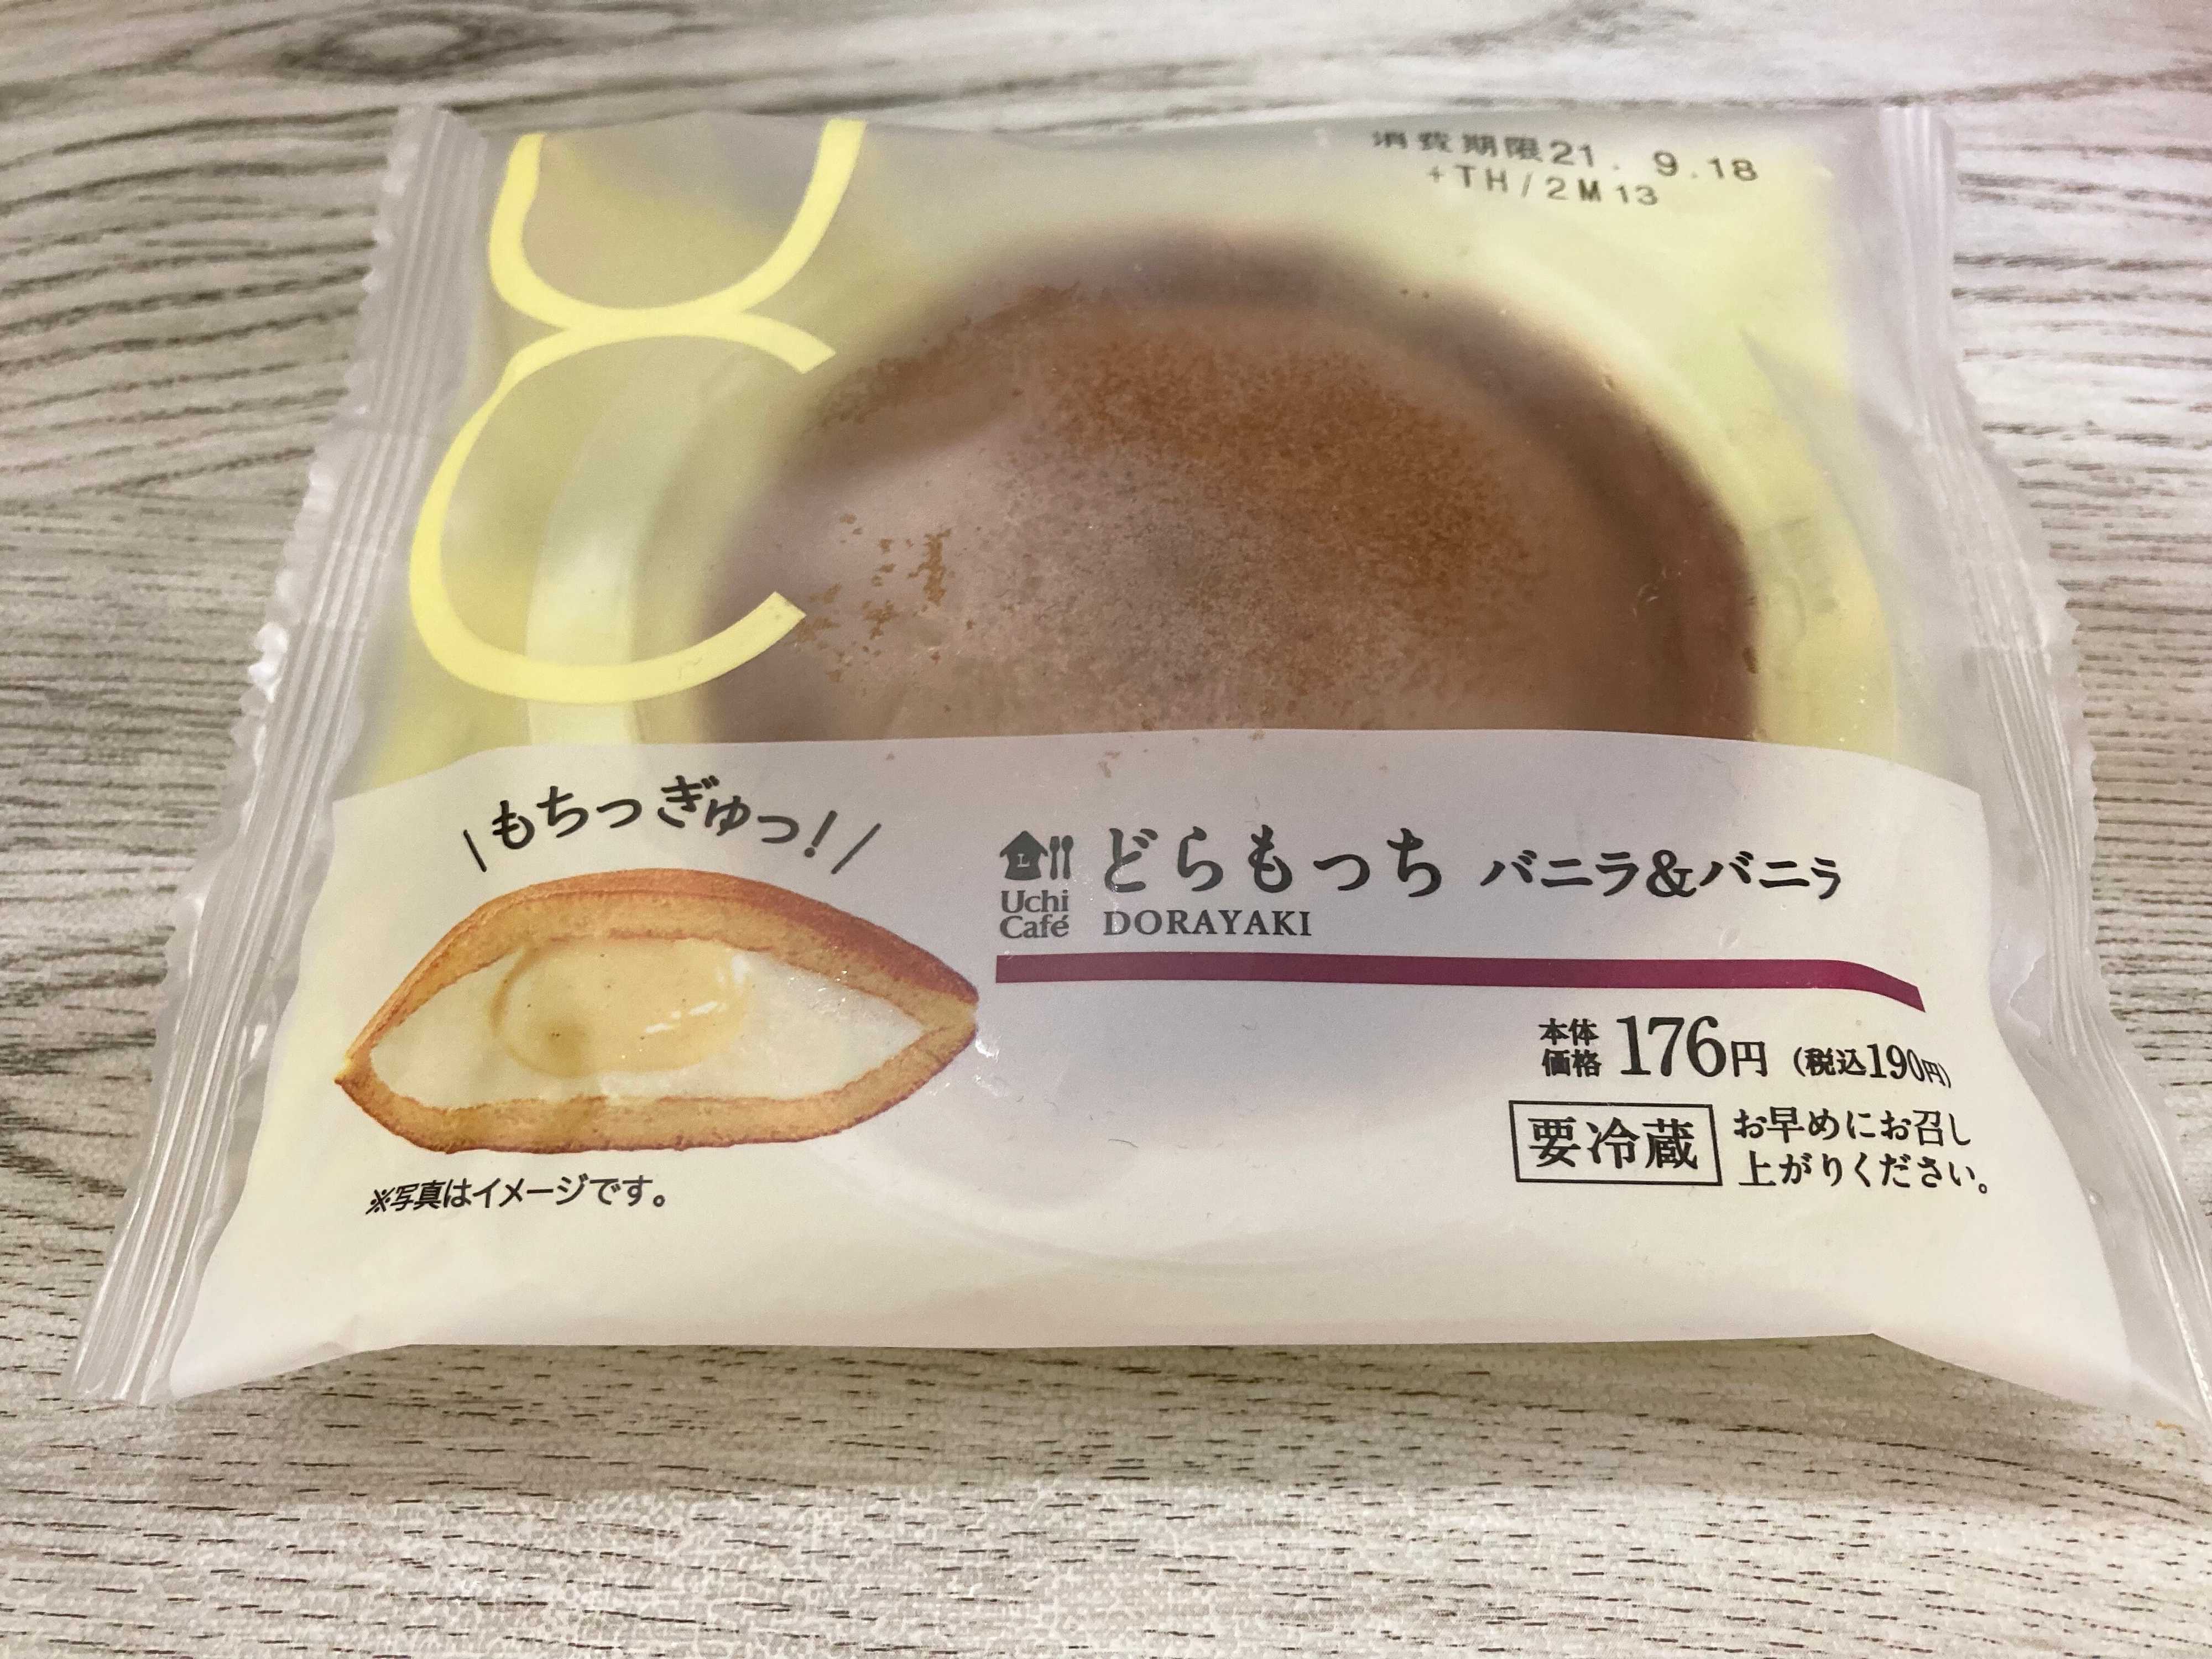 消費期限21. 9.18
+TH/2M13
\もちっぎゅっ!/
Uchi
Café
どらもっち バニラ&バニラ
DORAYAKI
本体
価格 176円 (税込190円)
要冷蔵 お早めにお召し
上がりください。
※写真はイメージです。